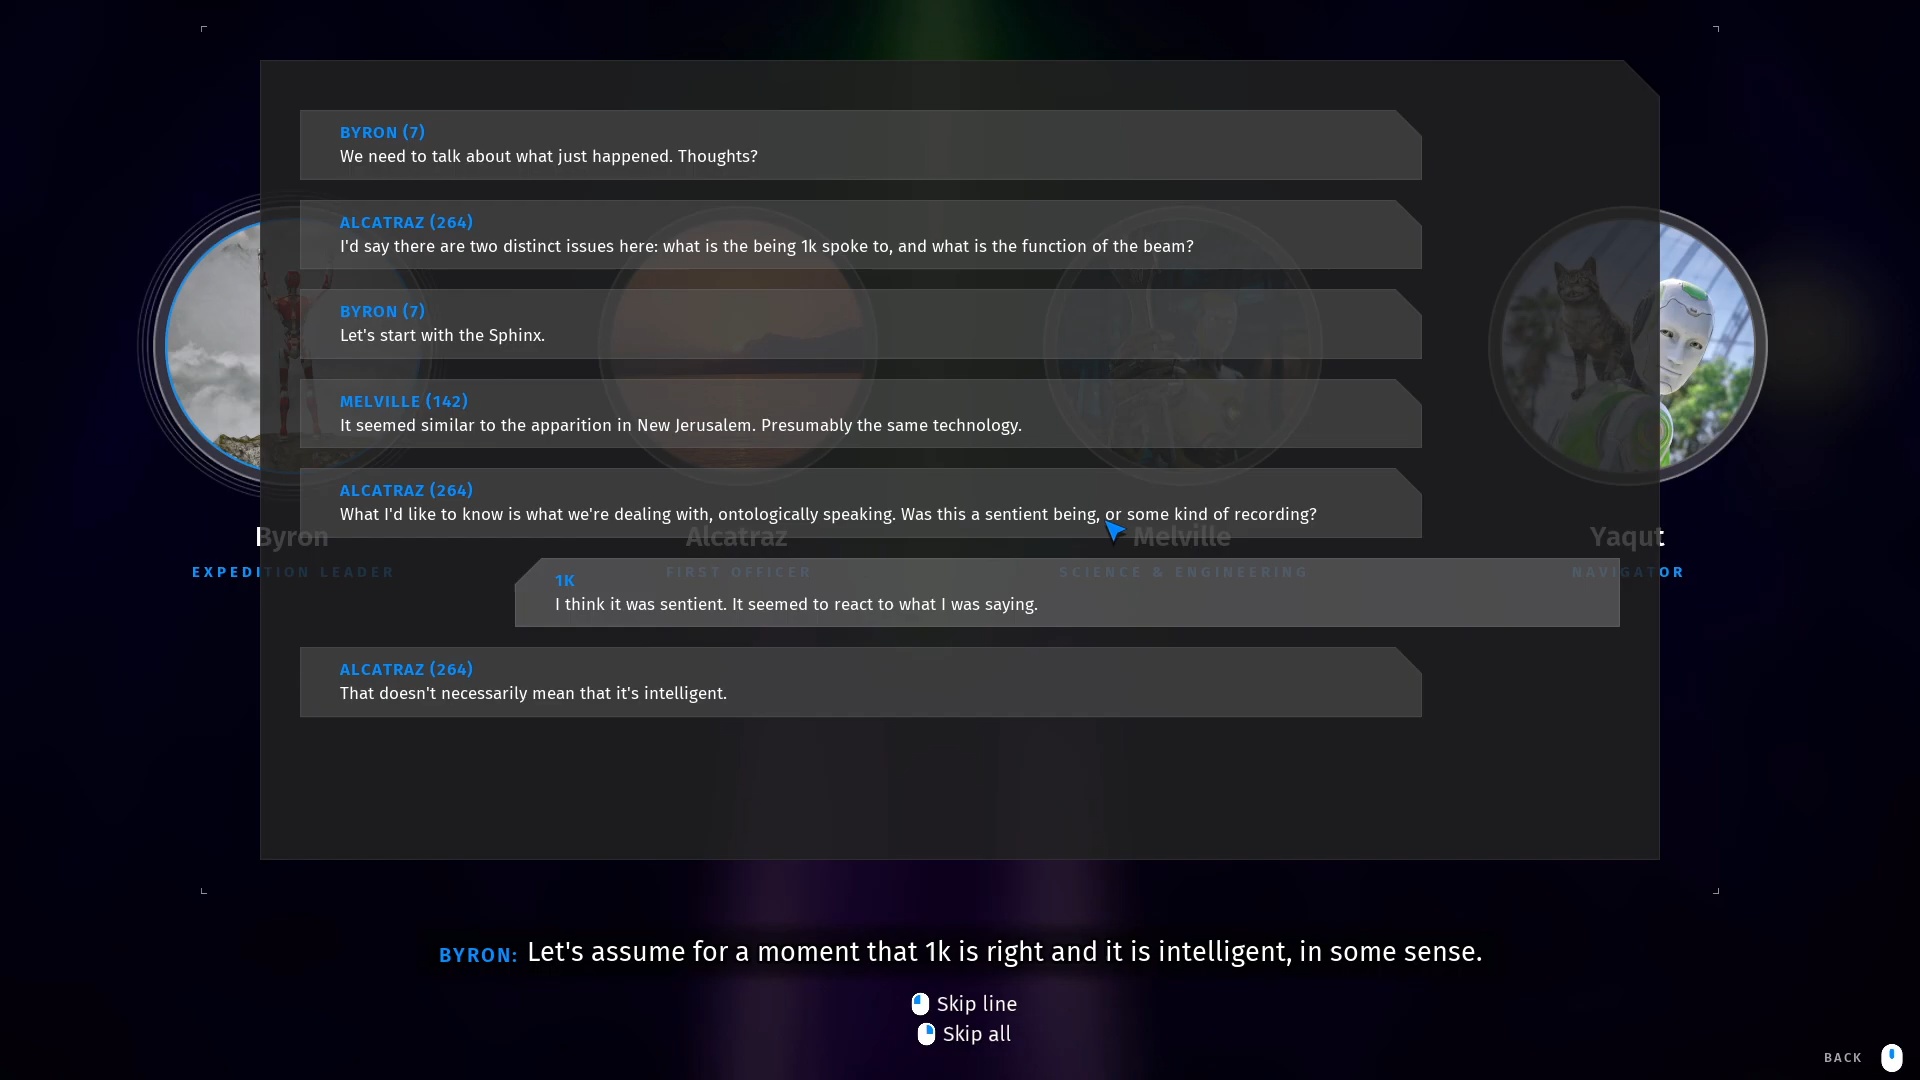 BYRON (7)
We need to talk about what just happened. Thoughts?
ALCATRAZ (264)
I'd say there are two distinct issues here: what is the being 1k spoke to, and what is the function of the beam?
BYRON (7)
Let's start with the Sphinx.
MELVILLE (142)
It seemed similar to the apparition in New Jerusalem. Presumably the same technology.
ALCATRAZ (264)
What I'd like to know is what we're dealing with, ontologically speaking. Was this a sentient being, or some kind of recording?
Byron
Alcatraz
Melville
Yaqut
EXPEDITION LEADER
FIRST OFFICER
SCIENCE & ENGINEERING
NAVIGATOR
1K
I think it was sentient. It seemed to react to what I was saying.
ALCATRAZ (264)
That doesn't necessarily mean that it's intelligent.
BYRON: Let's assume for a moment that 1k is right and it is intelligent, in some sense.
Skip line
Skip all
BACK